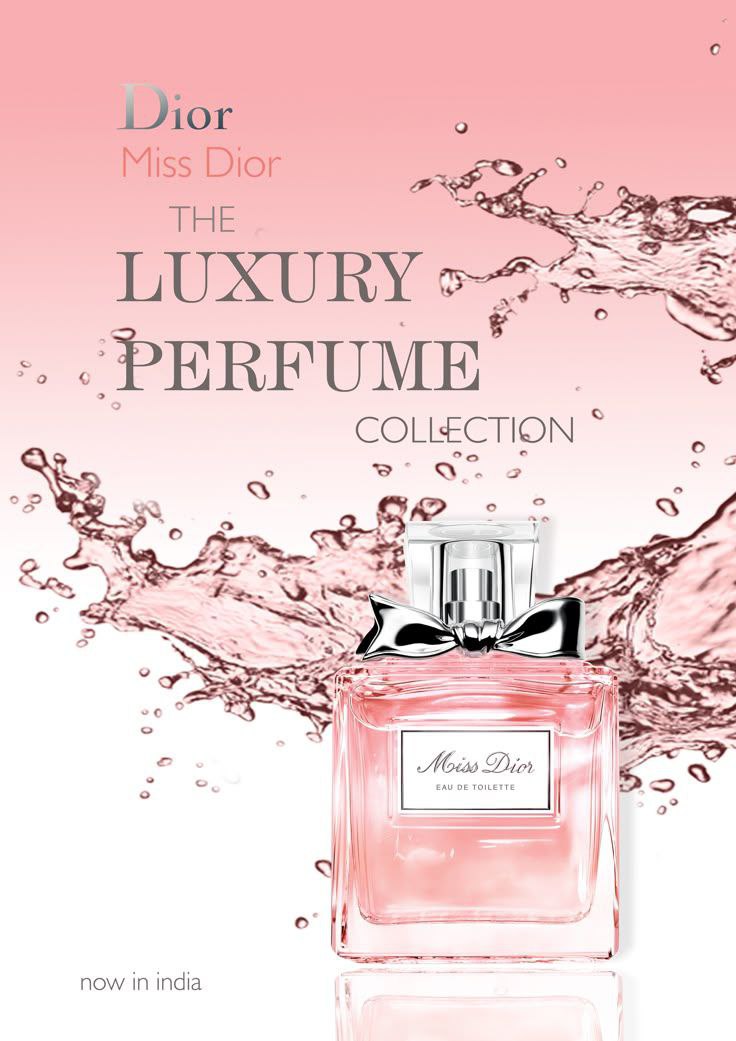 Dior
Miss Dior
THE
LUXURY
PERFUME
COLLECTION
Miss Dior
EAU DE TOILETTE
now in india